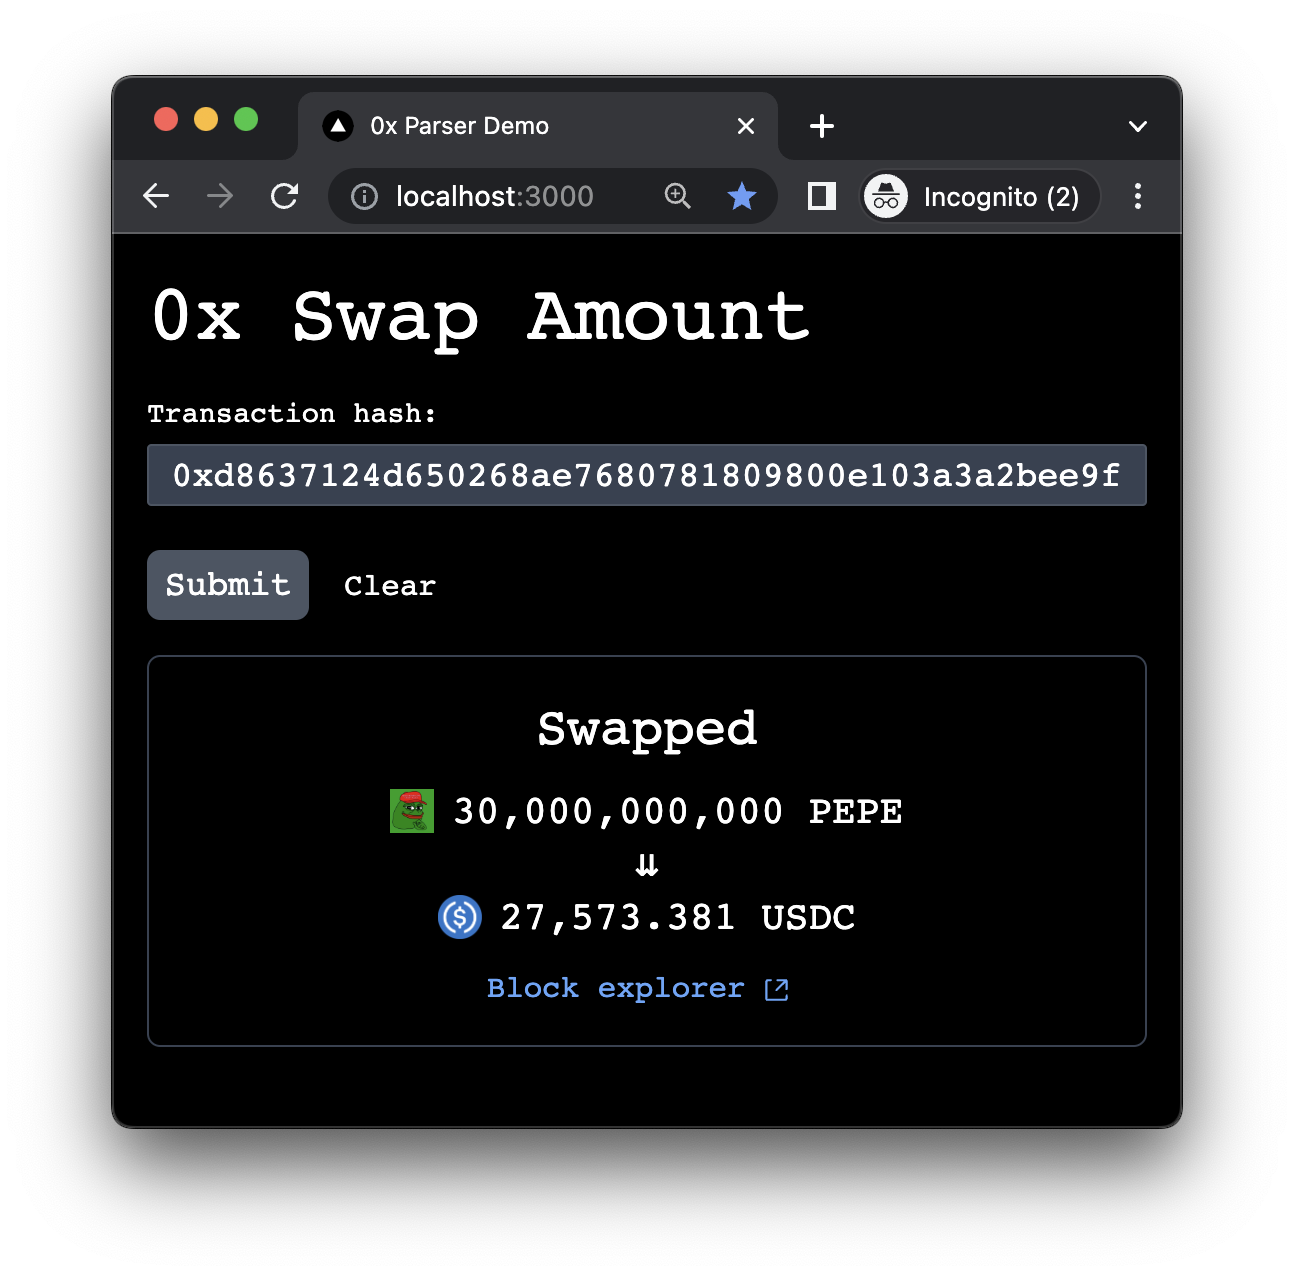 0x Parser Demo
localhost:3000
Incognito (2)
0x Swap Amount
Transaction hash:
0xd8637124d650268ae7680781809800e103a3a2bee9f
Submit
Clear
Swapped
30,000,000,000 PEPE
⇊
27,573.381 USDC
Block explorer